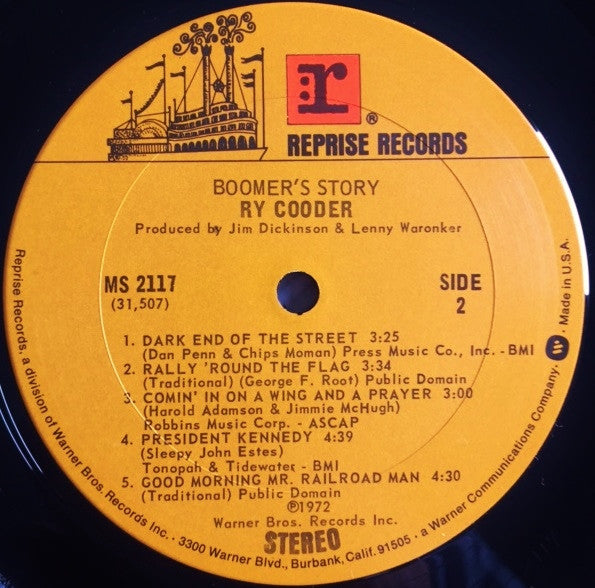 r®
REPRISE RECORDS
BOOMER'S STORY
RY COODER
Produced by Jim Dickinson & Lenny Waronker
MS 2117
(31,507)
SIDE
2
1. DARK END OF THE STREET 3:25
(Dan Penn & Chips Moman) Press Music Co., Inc. - BMI
2. RALLY 'ROUND THE FLAG 3:34
(Traditional) (George F. Root) Public Domain
3. COMIN' IN ON A WING AND A PRAYER 3:00
(Harold Adamson & Jimmie McHugh)
Robbins Music Corp. - ASCAP
4. PRESIDENT KENNEDY 4:39
(Sleepy John Estes)
Tonopah & Tidewater - BMI
5. GOOD MORNING MR. RAILROAD MAN 4:30
(Traditional) Public Domain
℗1972
Warner Bros. Records Inc.
STEREO
Reprise Records, a division of Warner Bros. Records Inc. · 3300 Warner Blvd., Burbank, Calif. 91505 · a Warner Communications Company. · W · Made in U.S.A.